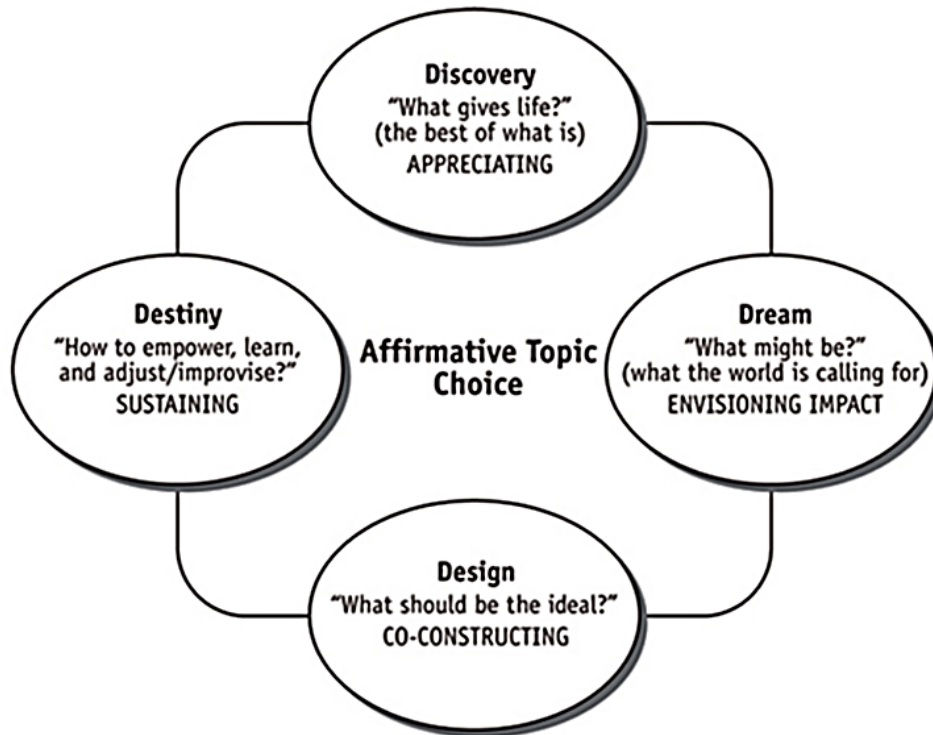 Discovery
“What gives life?”
(the best of what is)
APPRECIATING
Destiny
“How to empower, learn,
and adjust/improvise?”
SUSTAINING
Affirmative Topic
Choice
Dream
“What might be?”
(what the world is calling for)
ENVISIONING IMPACT
Design
“What should be the ideal?”
CO-CONSTRUCTING